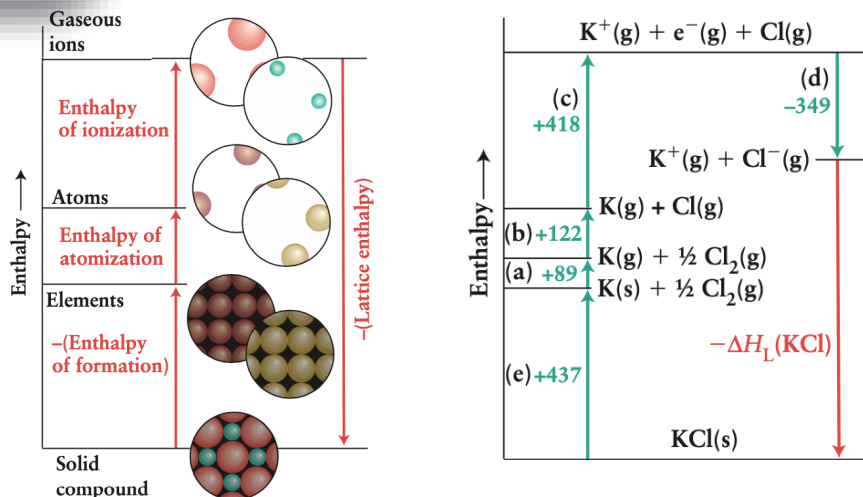 Gaseous
ions
Enthalpy
of ionization
Atoms
Enthalpy of
atomization
Elements
–(Enthalpy
of formation)
Solid
compound
Enthalpy
–(Lattice enthalpy)
K⁺(g) + e⁻(g) + Cl(g)
(c)
+418
(d)
–349
K⁺(g) + Cl⁻(g)
K(g) + Cl(g)
(b) +122
K(g) + ½ Cl₂(g)
(a) +89
K(s) + ½ Cl₂(g)
Enthalpy
−ΔH_L(KCl)
(e) +437
KCl(s)